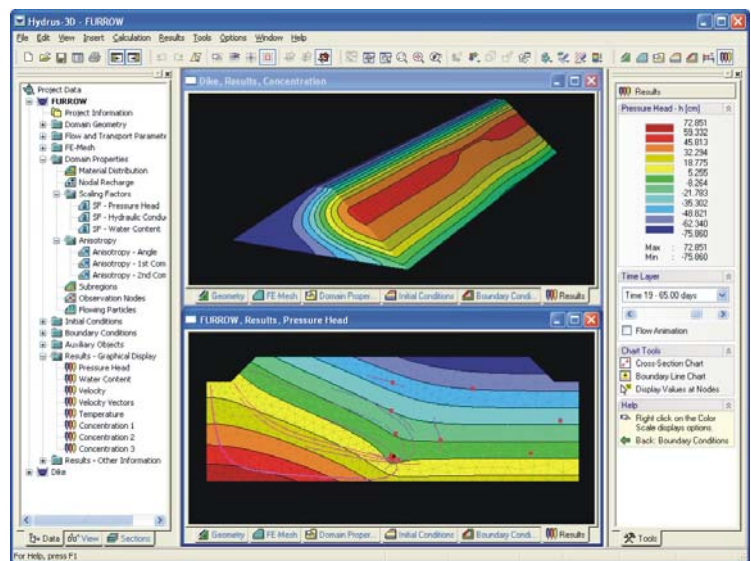 Hydrus-3D - FURROW
File Edit View Insert Calculation Results Tools Options Window Help
Project Data
FURROW
Project Information
Domain Geometry
Flow and Transport Paramete
FE-Mesh
Domain Properties
Material Distribution
Nodal Recharge
Scaling Factors
SF - Pressure Head
SF - Hydraulic Condu
SF - Water Content
Anisotropy
Anisotropy - Angle
Anisotropy - 1st Com
Anisotropy - 2nd Con
Subregions
Observation Nodes
Flowing Particles
Initial Conditions
Boundary Conditions
Auxiliary Objects
Results - Graphical Display
Pressure Head
Water Content
Velocity
Velocity Vectors
Temperature
Concentration 1
Concentration 2
Concentration 3
Results - Other Information
Dike
Data View Sections
For Help, press F1
Dike, Results, Concentration
Geometry FE-Mesh Domain Proper... Initial Conditions Boundary Condi... Results
FURROW, Results, Pressure Head
Geometry FE-Mesh Domain Proper... Initial Conditions Boundary Condi... Results
Results
Pressure Head - h [cm]
72.851
59.332
45.813
32.294
18.775
5.255
-8.264
-21.783
-35.302
-48.821
-62.340
-75.860
Max : 72.851
Min : -75.860
Time Layer
Time 19 - 65.00 days
Flow Animation
Chart Tools
Cross-Section Chart
Boundary Line Chart
Display Values at Nodes
Help
Right click on the Color
Scale displays options.
Back: Boundary Conditions
Tools